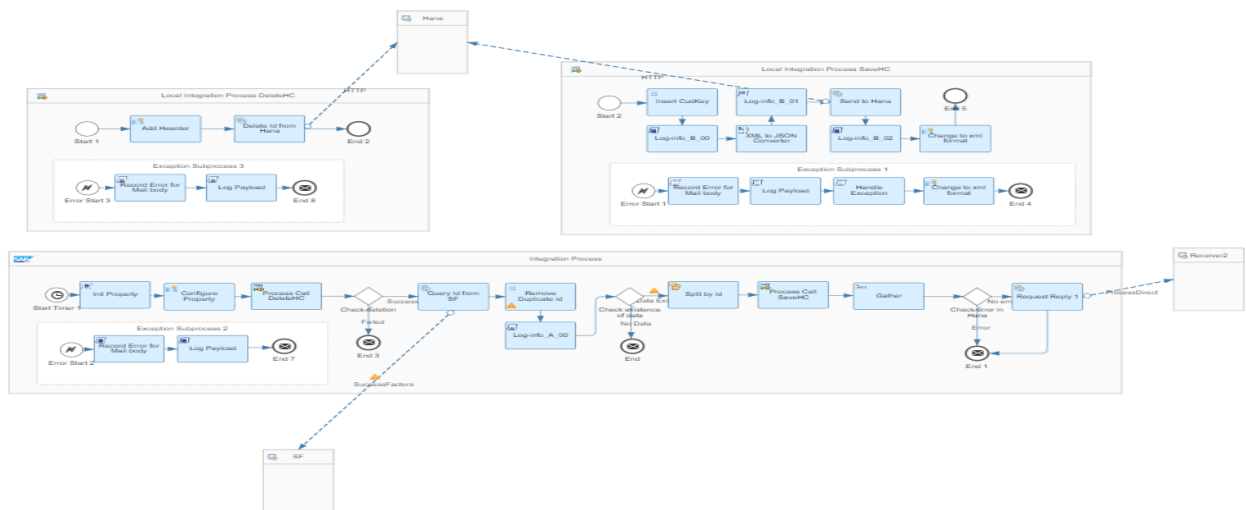 Hana
Local Integration Process DeleteHC
HTTP
Start 1
Add Hearder
Delete id from
Hana
End 2
Exception Subprocess 3
Error Start 3
Record Error for
Mail body
Log Payload
End 8
Local Integration Process SaveHC
HTTP
Start 2
Insert CustKey
Log-info_B_01
Send to Hana
End 5
Log-info_B_00
XML to JSON
Converter
Log-info_B_02
Change to xml
format
Exception Subprocess 1
Error Start 1
Record Error for
Mail body
Log Payload
Handle
Exception
Change to xml
format
End 4
SAP
Integration Process
Start Timer 1
Init Property
Configure
Property
Process Call
DeleteHC
Check deletion
Success
Failed
End 3
Query id from
SF
Remove
Duplicate id
Log-info_A_00
Check existence
of data
No Data
End
Split by id
Process Call
SaveHC
Gather
Check Error in
Hana
Error
End 1
Request Reply 1
ProcessDirect
Receiver2
Exception Subprocess 2
Error Start 2
Record Error for
Mail body
Log Payload
End 7
SuccessFactors
SF